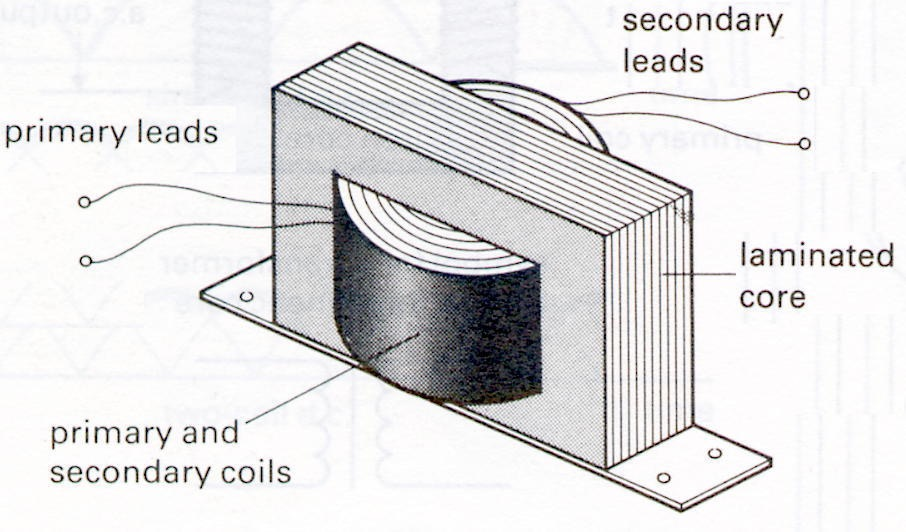 secondary
leads
primary leads
laminated
core
primary and
secondary coils